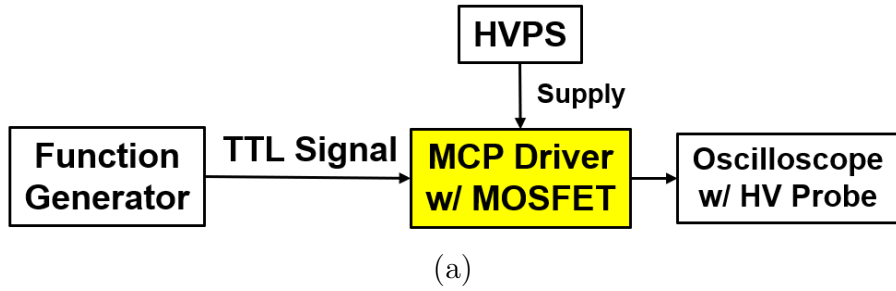 HVPS
Supply
Function
Generator
TTL Signal
MCP Driver
w/ MOSFET
Oscilloscope
w/ HV Probe
(a)